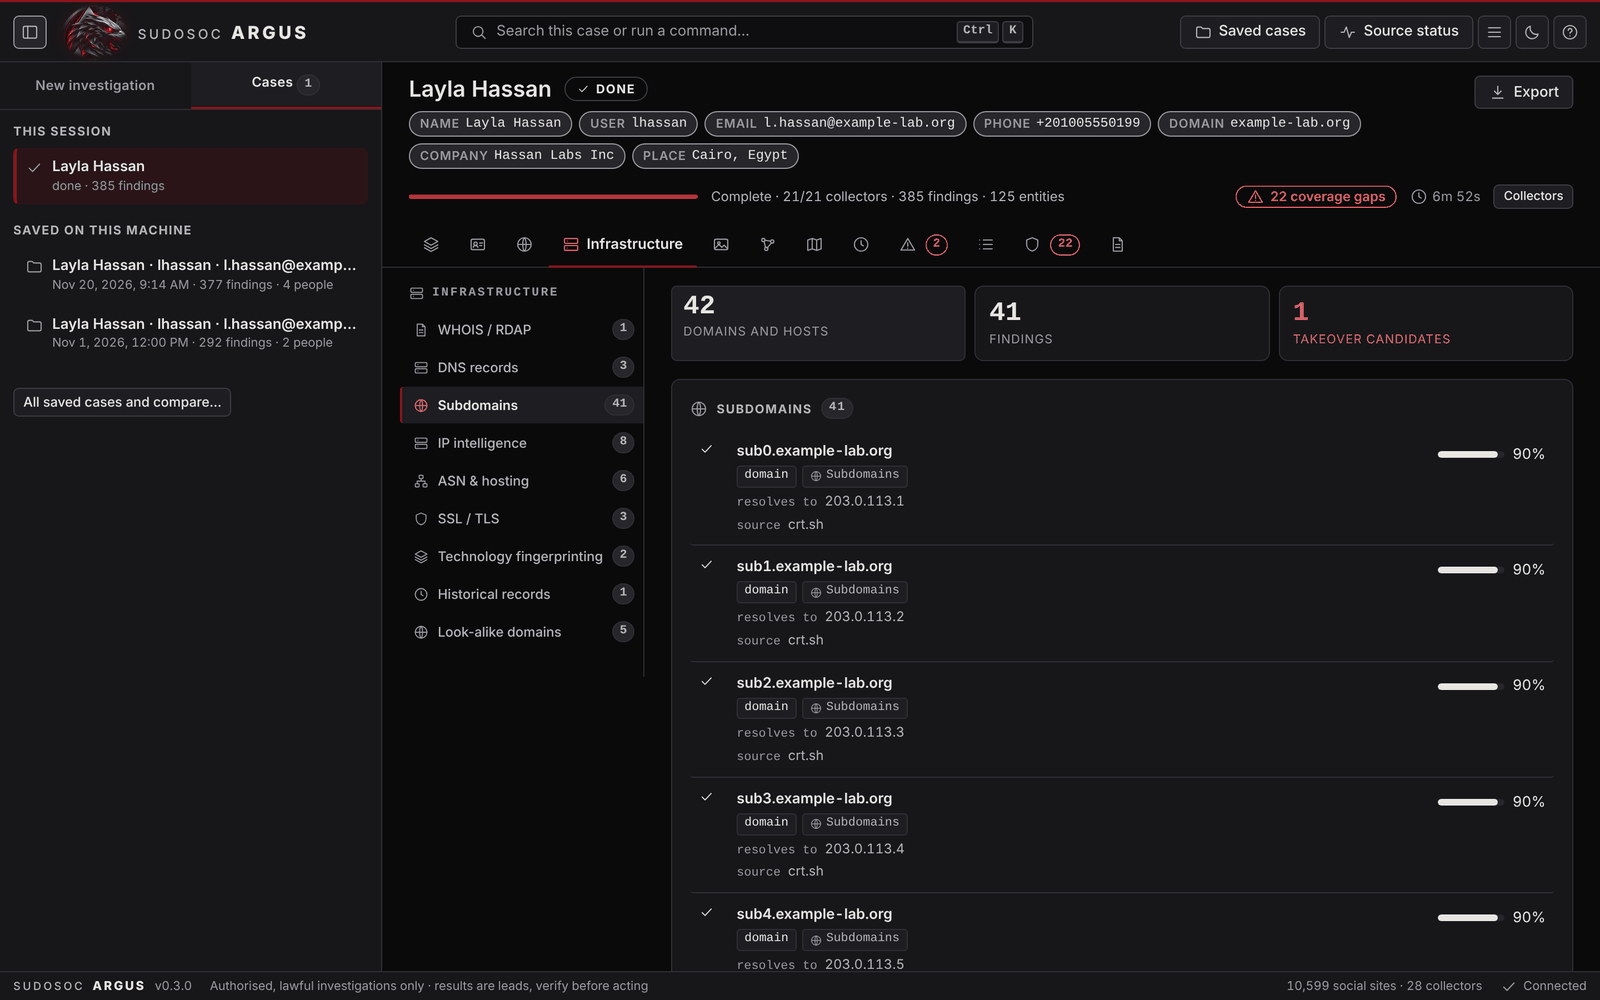 SUDOSOC ARGUS
Search this case or run a command...
Ctrl K
Saved cases
Source status
New investigation
Cases 1
THIS SESSION
Layla Hassan
done · 385 findings
SAVED ON THIS MACHINE
Layla Hassan · lhassan · l.hassan@examp...
Nov 20, 2026, 9:14 AM · 377 findings · 4 people
Layla Hassan · lhassan · l.hassan@examp...
Nov 1, 2026, 12:00 PM · 292 findings · 2 people
All saved cases and compare...
Layla Hassan
DONE
Export
NAME Layla Hassan
USER lhassan
EMAIL l.hassan@example-lab.org
PHONE +201005550199
DOMAIN example-lab.org
COMPANY Hassan Labs Inc
PLACE Cairo, Egypt
Complete · 21/21 collectors · 385 findings · 125 entities
22 coverage gaps
6m 52s
Collectors
Infrastructure
2
22
INFRASTRUCTURE
WHOIS / RDAP 1
DNS records 3
Subdomains 41
IP intelligence 8
ASN & hosting 6
SSL / TLS 3
Technology fingerprinting 2
Historical records 1
Look-alike domains 5
42
DOMAINS AND HOSTS
41
FINDINGS
1
TAKEOVER CANDIDATES
SUBDOMAINS 41
sub0.example-lab.org
90%
domain Subdomains
resolves to 203.0.113.1
source crt.sh
sub1.example-lab.org
90%
domain Subdomains
resolves to 203.0.113.2
source crt.sh
sub2.example-lab.org
90%
domain Subdomains
resolves to 203.0.113.3
source crt.sh
sub3.example-lab.org
90%
domain Subdomains
resolves to 203.0.113.4
source crt.sh
sub4.example-lab.org
90%
domain Subdomains
resolves to 203.0.113.5
SUDOSOC ARGUS v0.3.0
Authorised, lawful investigations only · results are leads, verify before acting
10,599 social sites · 28 collectors
Connected